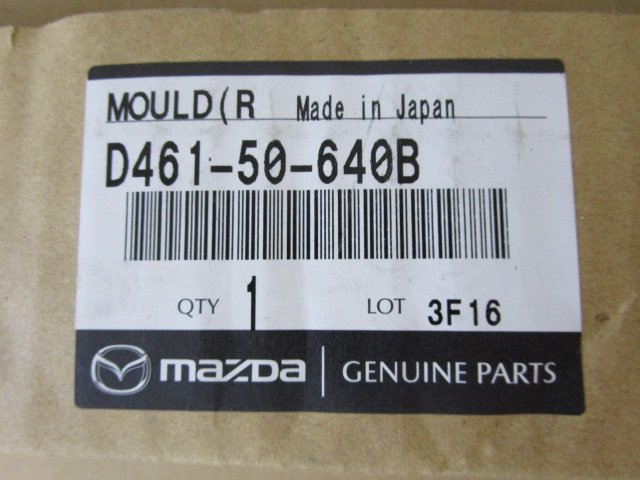 MOULD(R Made in Japan
D461-50-640B
QTY 1 LOT 3F16
mazda GENUINE PARTS